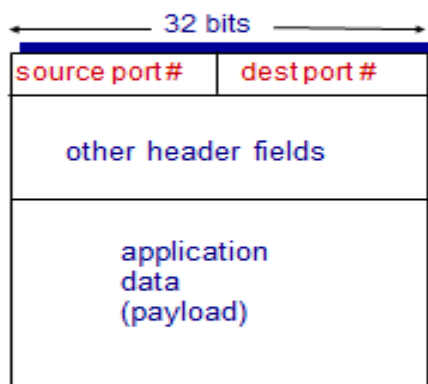 32 bits
source port # dest port #
other header fields
application
data
(payload)